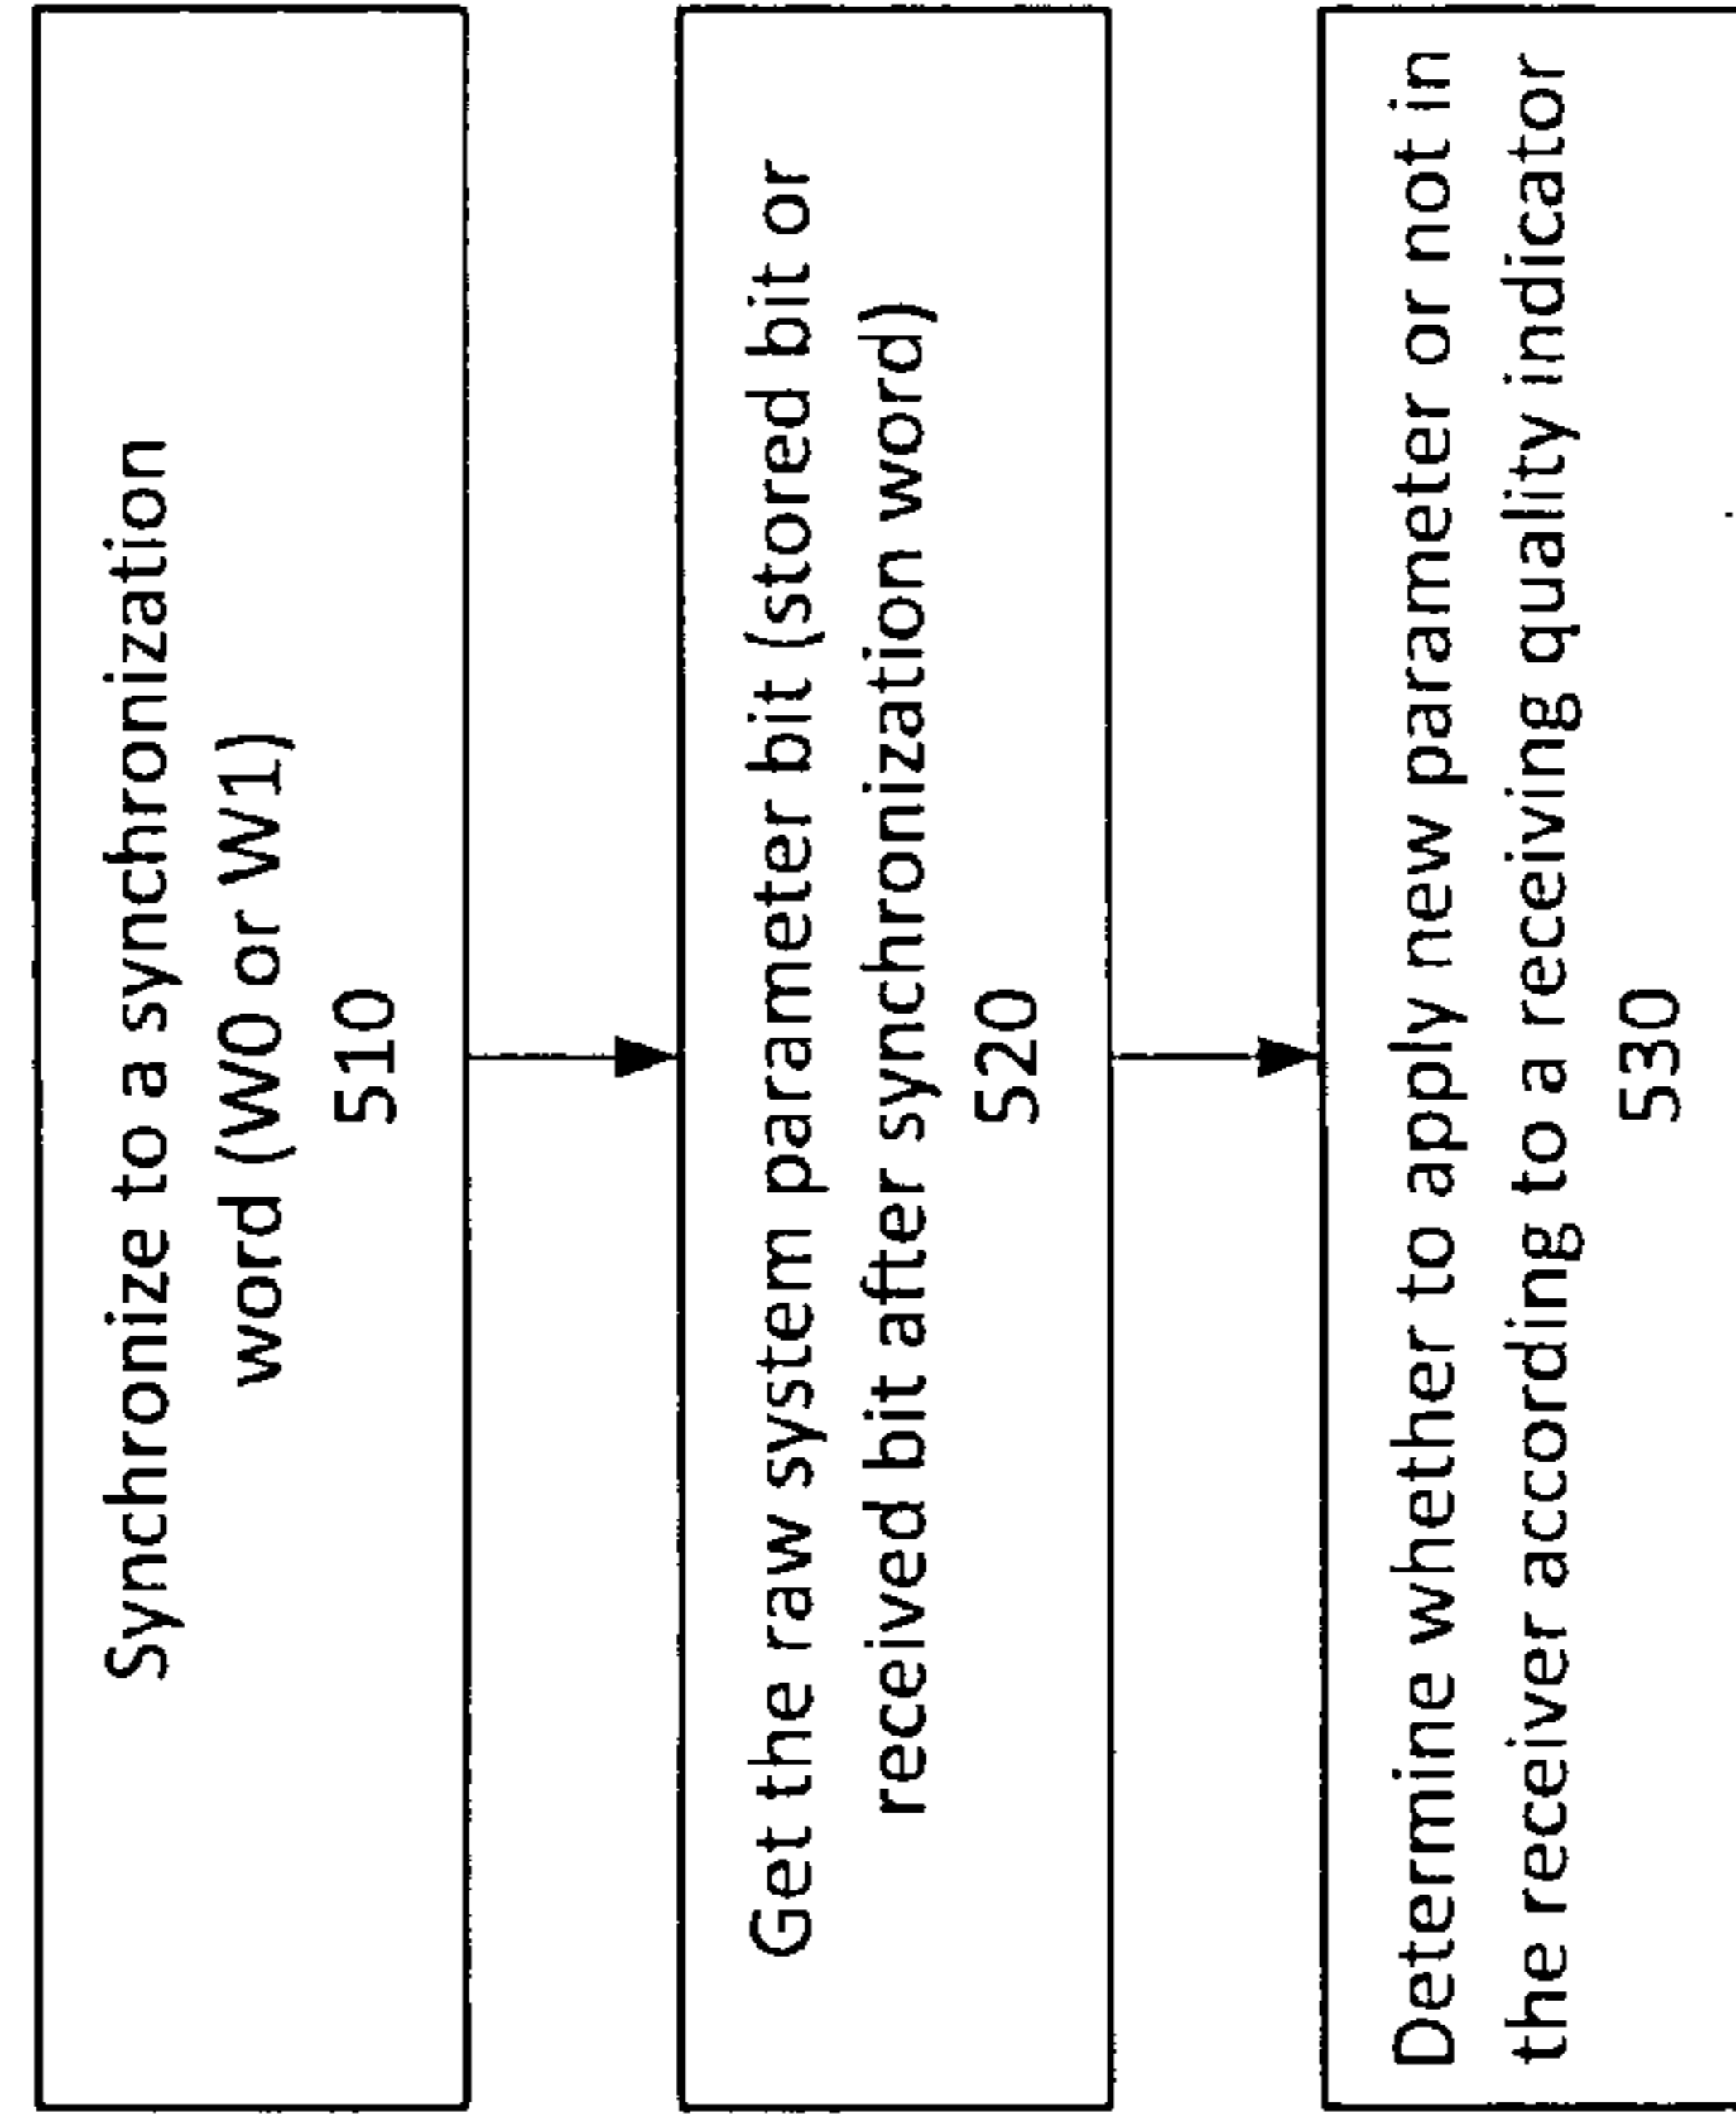 Synchronize to a synchronization
word (W0 or W1)
510
Get the raw system parameter bit (stored bit or
received bit after synchronization word)
520
Determine whether to apply new parameter or not in
the receiver according to a receiving quality indicator
530